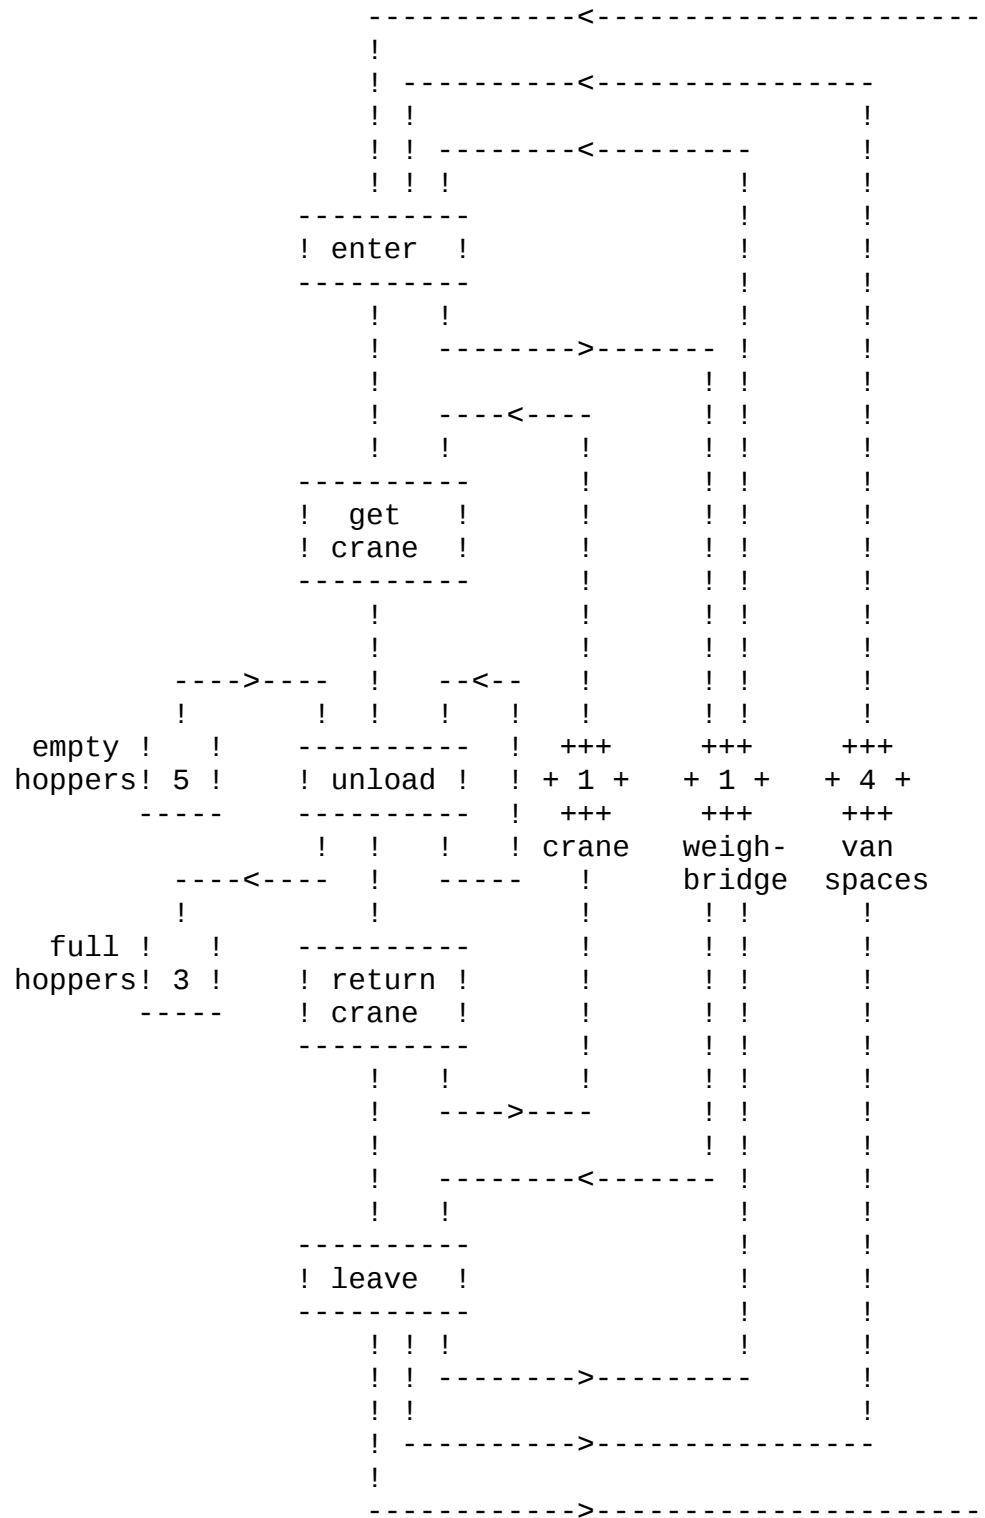 ------------<----------------------
!
! ----------<----------------
! ! !
! ! --------<--------- !
! ! ! ! !
---------- ! !
! enter ! ! !
---------- ! !
! ! ! !
! -------->------- ! !
! ! ! !
! ----<---- ! ! !
! ! ! ! ! !
---------- ! ! ! !
! get ! ! ! ! !
! crane ! ! ! ! !
---------- ! ! ! !
! ! ! ! !
! ! ! ! !
---->---- ! --<-- ! ! ! !
! ! ! ! ! ! ! ! !
empty ! ! ---------- ! +++ +++ +++
hoppers! 5 ! ! unload ! ! + 1 + + 1 + + 4 +
----- ---------- ! +++ +++ +++
! ! ! ! crane weigh- van
----<---- ! ----- ! bridge spaces
! ! ! ! ! !
full ! ! ---------- ! ! ! !
hoppers! 3 ! ! return ! ! ! ! !
----- ! crane ! ! ! ! !
---------- ! ! ! !
! ! ! ! ! !
! ---->---- ! ! !
! ! ! !
! --------<------- ! !
! ! ! !
---------- ! !
! leave ! ! !
---------- ! !
! ! ! ! !
! ! -------->--------- !
! ! !
! ---------->----------------
!
------------>----------------------